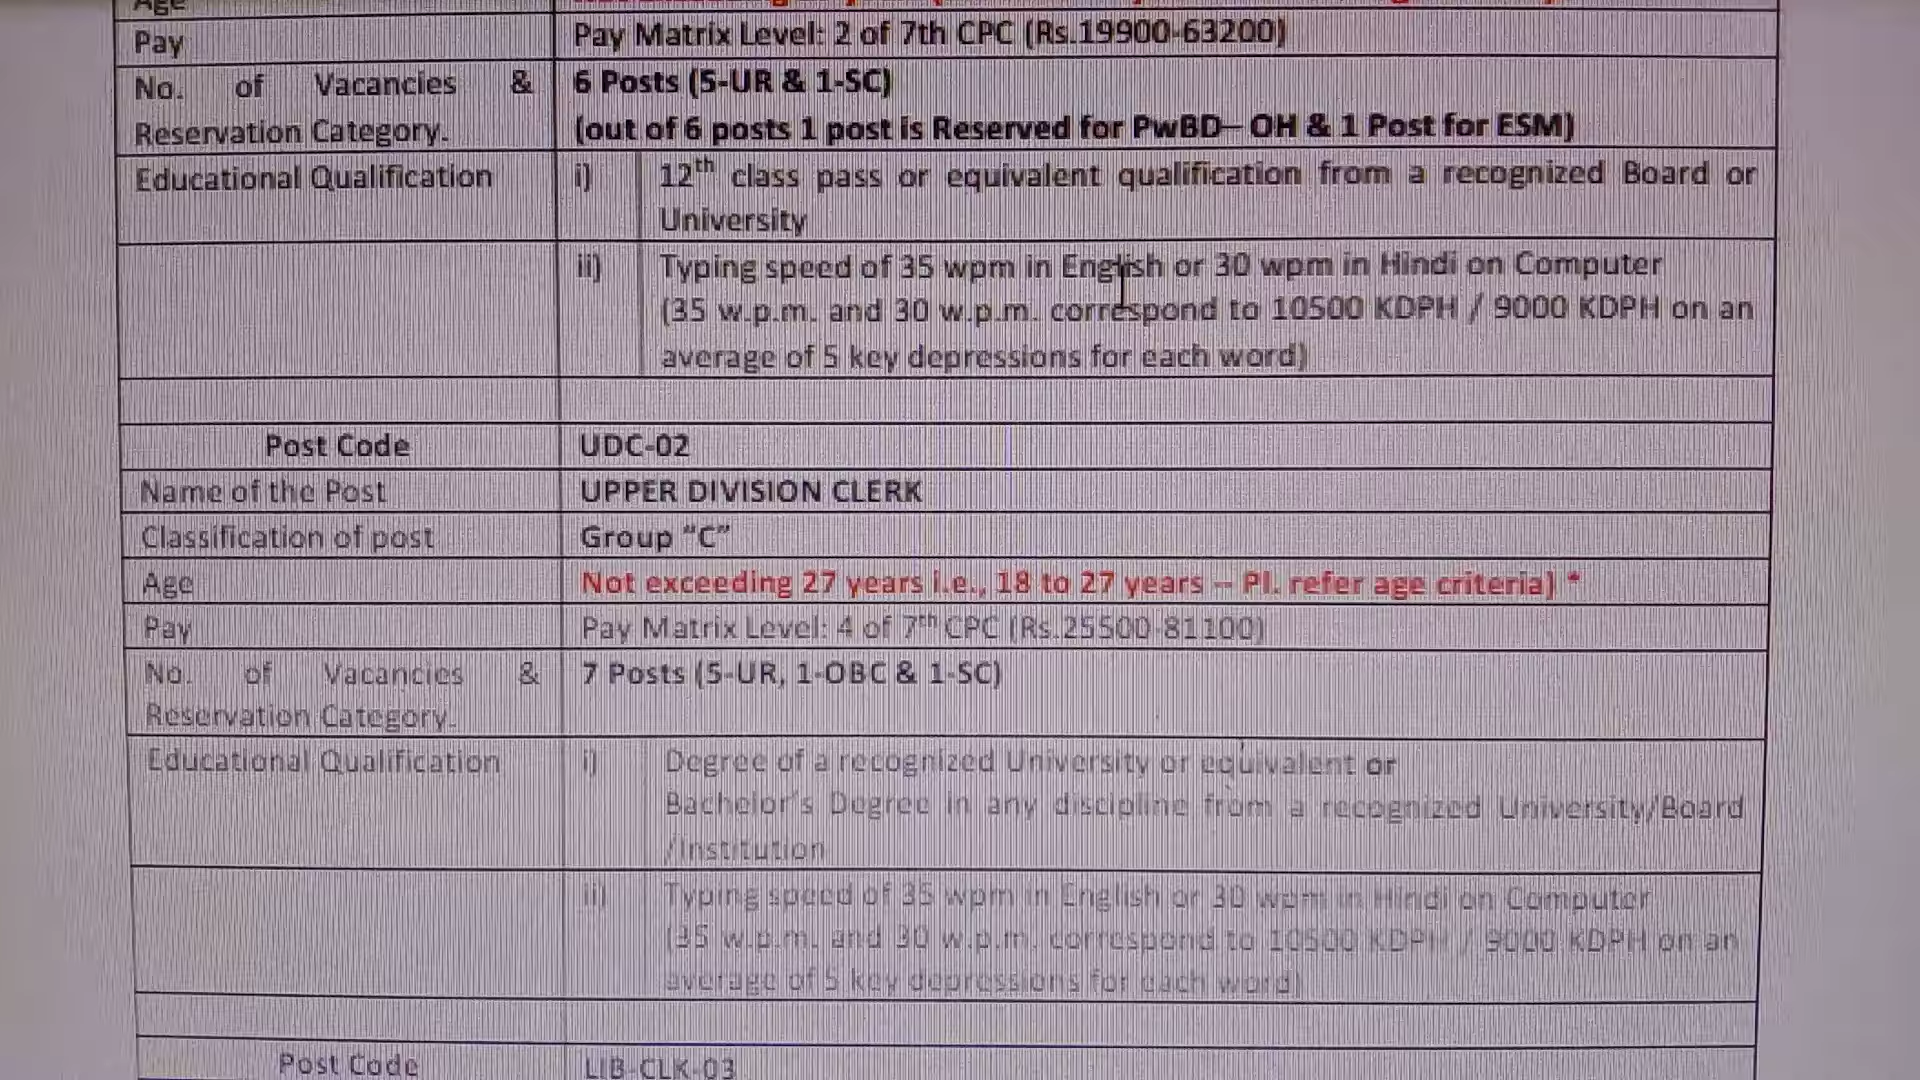 Age
Pay
Pay Matrix Level: 2 of 7th CPC (Rs.19900-63200)
No. of Vacancies &
Reservation Category.
6 Posts (5-UR & 1-SC)
(out of 6 posts 1 post is Reserved for PwBD– OH & 1 Post for ESM)
Educational Qualification
i) 12th class pass or equivalent qualification from a recognized Board or
University
ii) Typing speed of 35 wpm in English or 30 wpm in Hindi on Computer
(35 w.p.m. and 30 w.p.m. correspond to 10500 KDPH / 9000 KDPH on an
average of 5 key depressions for each word)
Post Code
UDC-02
Name of the Post
UPPER DIVISION CLERK
Classification of post
Group "C"
Age
Not exceeding 27 years i.e., 18 to 27 years -- Pl. refer age criteria) *
Pay
Pay Matrix Level: 4 of 7th CPC (Rs.25500-81100)
No. of Vacancies &
Reservation Category.
7 Posts (5-UR, 1-OBC & 1-SC)
Educational Qualification
i) Degree of a recognized University or equivalent or
Bachelor's Degree in any discipline from a recognized University/Board
/Institution
ii) Typing speed of 35 wpm in English or 30 wpm in Hindi on Computer
(35 w.p.m. and 30 w.p.m. correspond to 10500 KDPH / 9000 KDPH on an
average of 5 key depressions for each word)
Post Code
LIB-CLK-03